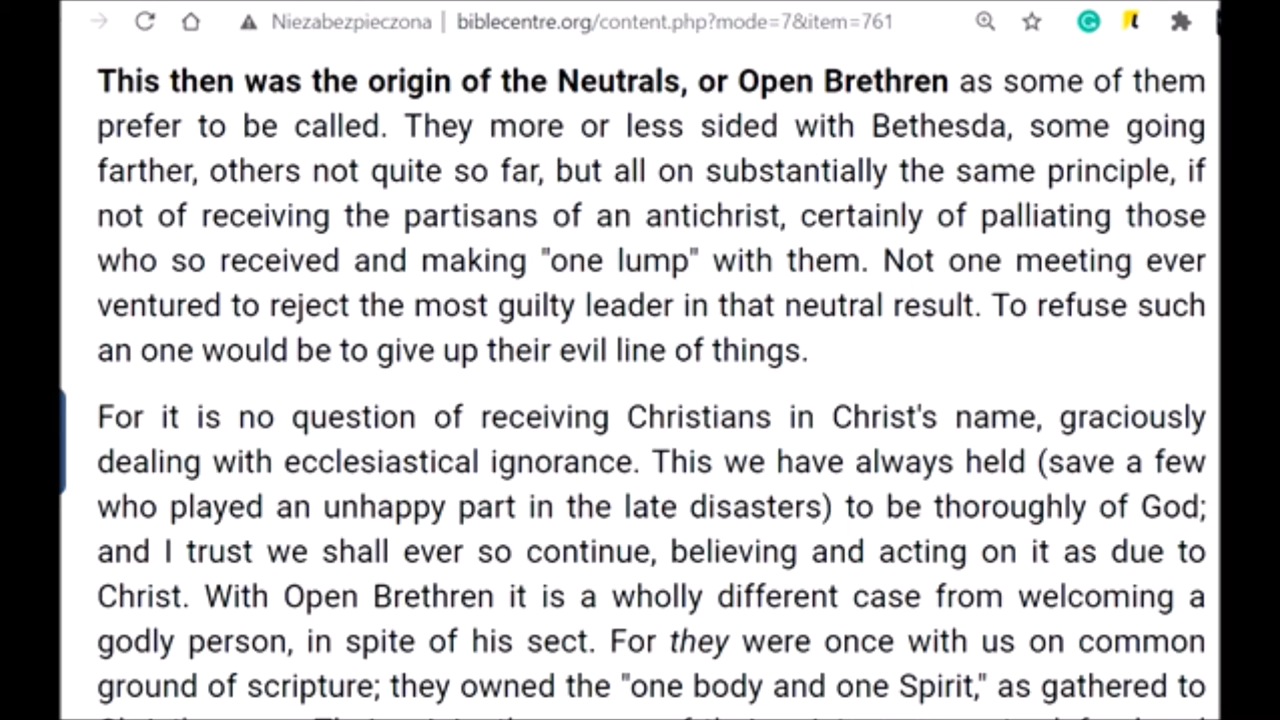 Niezabezpieczona | biblecentre.org/content.php?mode=7&item=761
This then was the origin of the Neutrals, or Open Brethren as some of them
prefer to be called. They more or less sided with Bethesda, some going
farther, others not quite so far, but all on substantially the same principle, if
not of receiving the partisans of an antichrist, certainly of palliating those
who so received and making "one lump" with them. Not one meeting ever
ventured to reject the most guilty leader in that neutral result. To refuse such
an one would be to give up their evil line of things.
For it is no question of receiving Christians in Christ's name, graciously
dealing with ecclesiastical ignorance. This we have always held (save a few
who played an unhappy part in the late disasters) to be thoroughly of God;
and I trust we shall ever so continue, believing and acting on it as due to
Christ. With Open Brethren it is a wholly different case from welcoming a
godly person, in spite of his sect. For they were once with us on common
ground of scripture; they owned the "one body and one Spirit," as gathered to